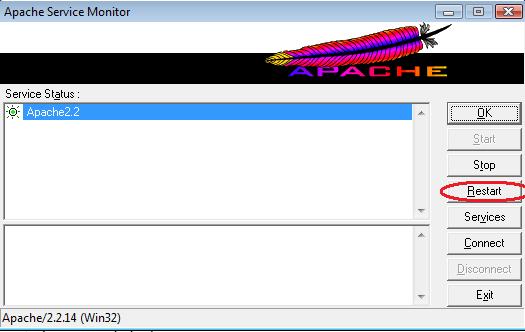 Apache Service Monitor
APACHE
Service Status :
Apache2.2
OK
Start
Stop
Restart
Services
Connect
Disconnect
Exit
Apache/2.2.14 (Win32)